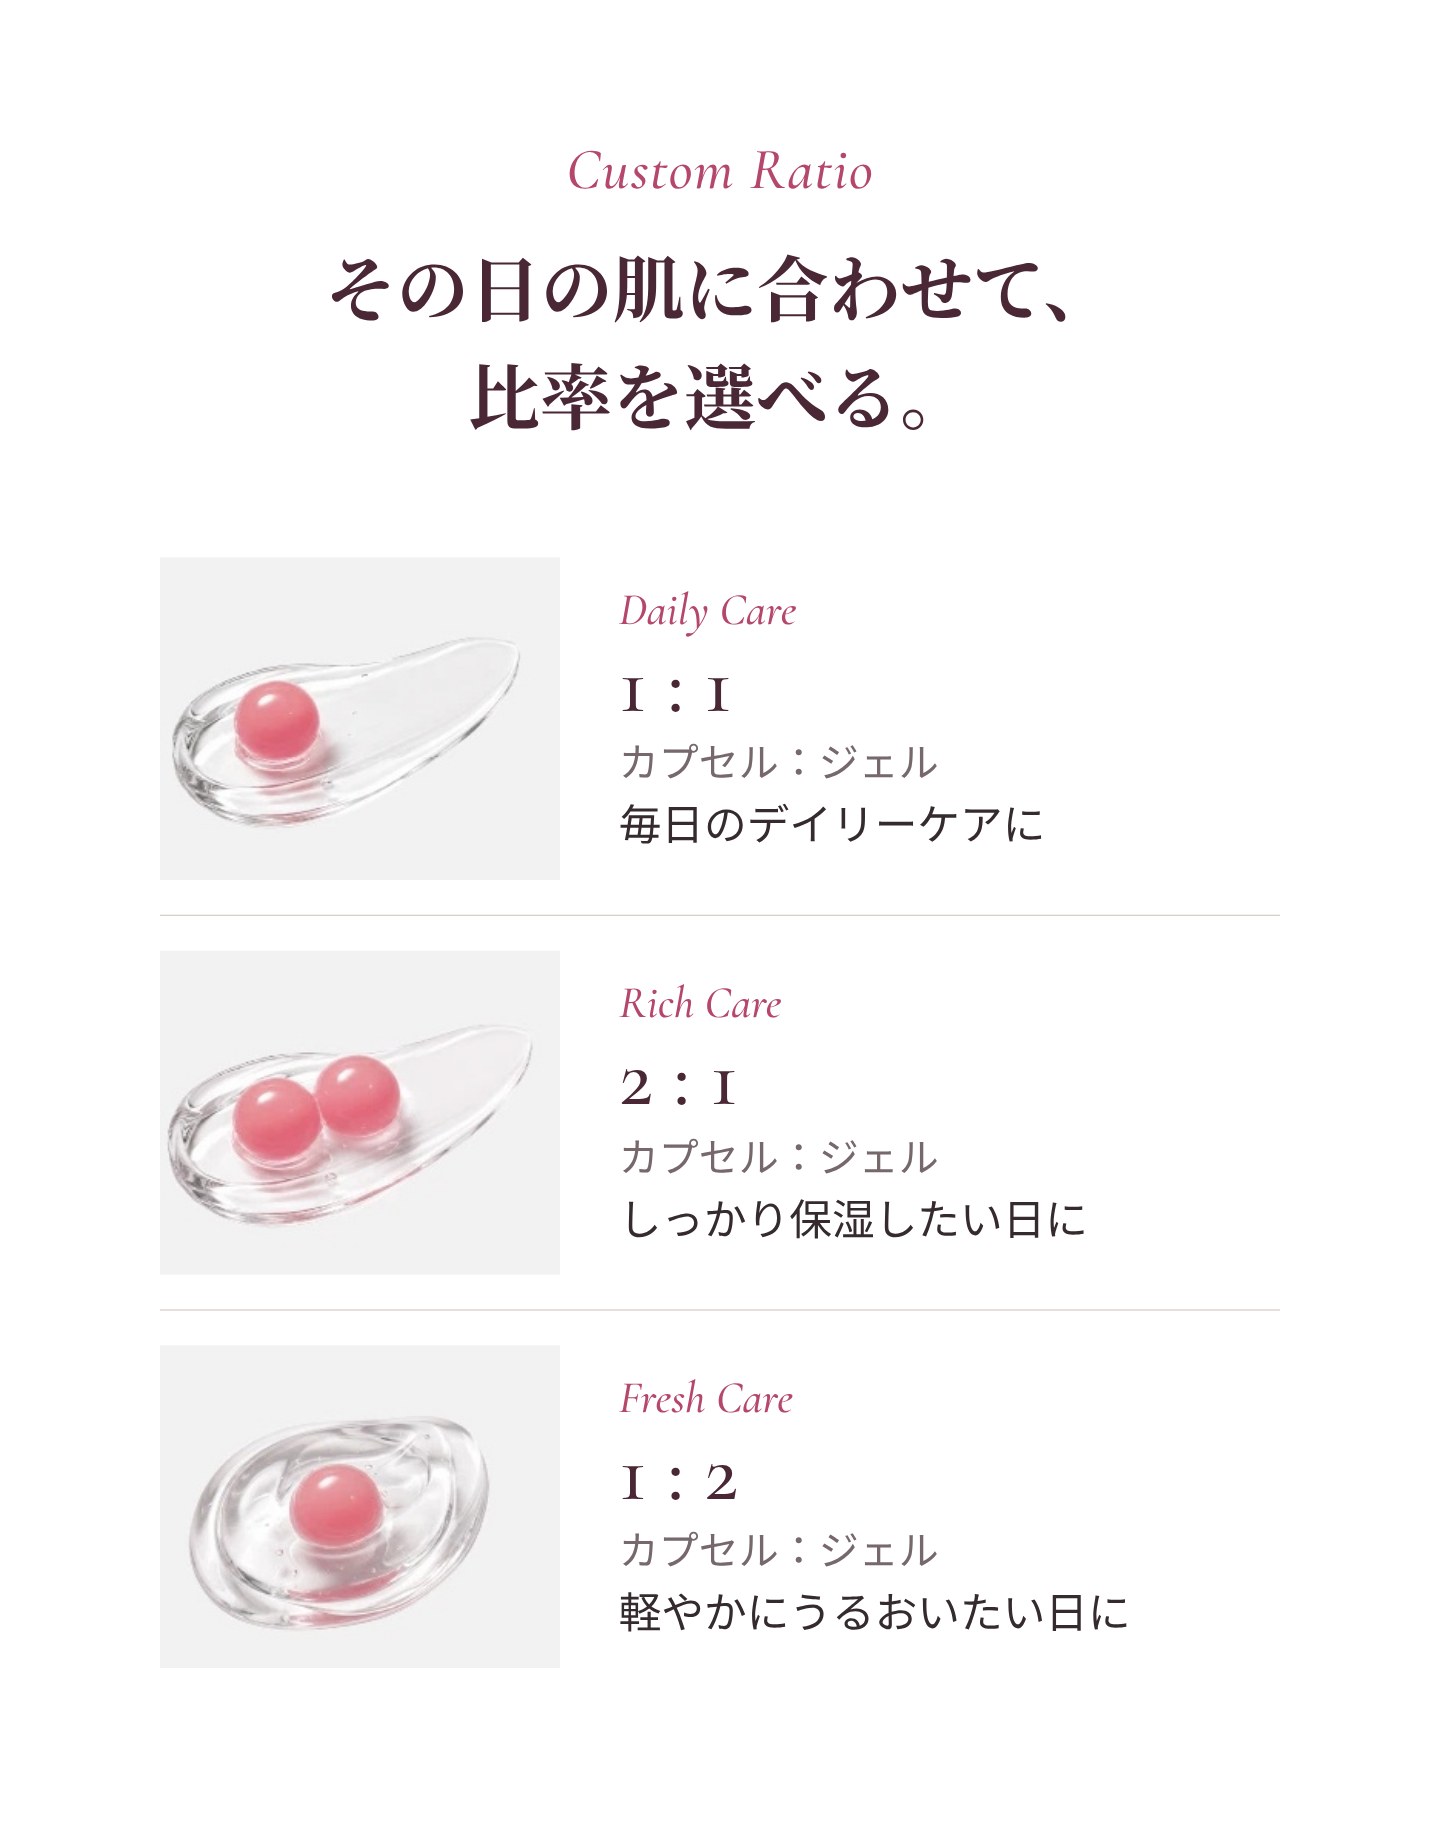 Custom Ratio
その日の肌に合わせて、
比率を選べる。
Daily Care
1 : 1
カプセル：ジェル
毎日のデイリーケアに
Rich Care
2 : 1
カプセル：ジェル
しっかり保湿したい日に
Fresh Care
1 : 2
カプセル：ジェル
軽やかにうるおいたい日に